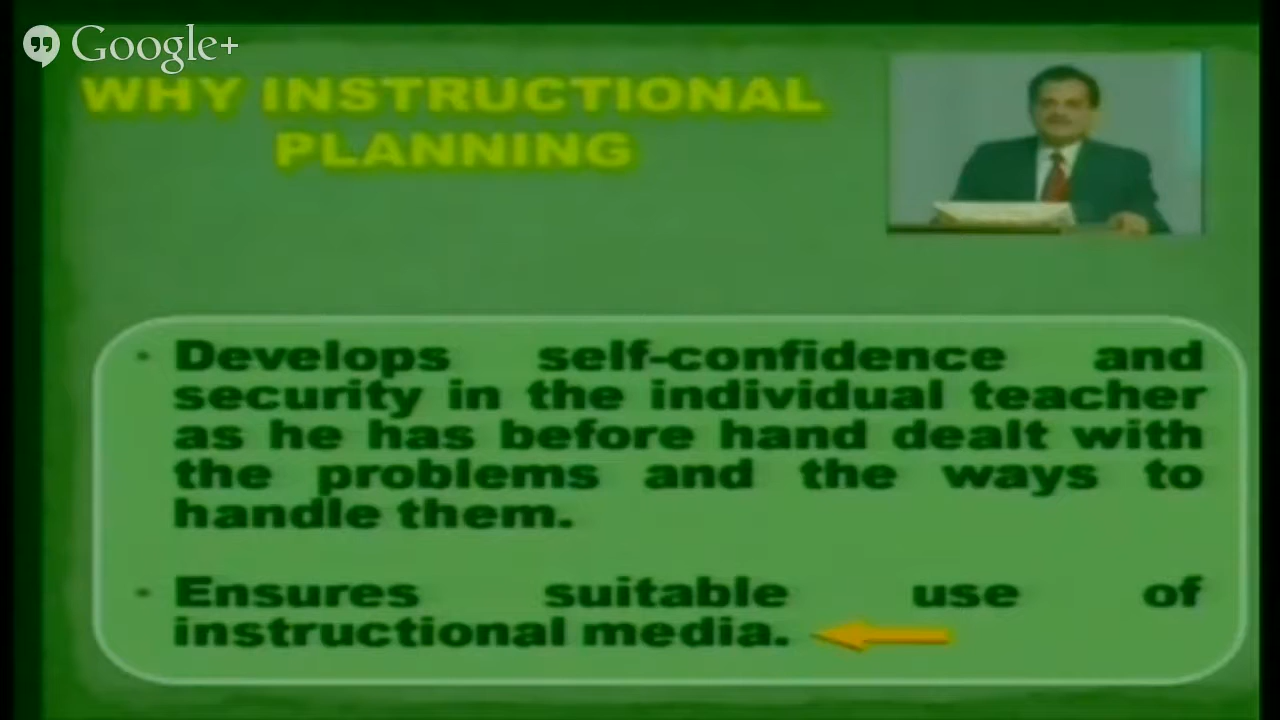 Google+
WHY INSTRUCTIONAL
PLANNING
• Develops self-confidence and
security in the individual teacher
as he has before hand dealt with
the problems and the ways to
handle them.
• Ensures suitable use of
instructional media.